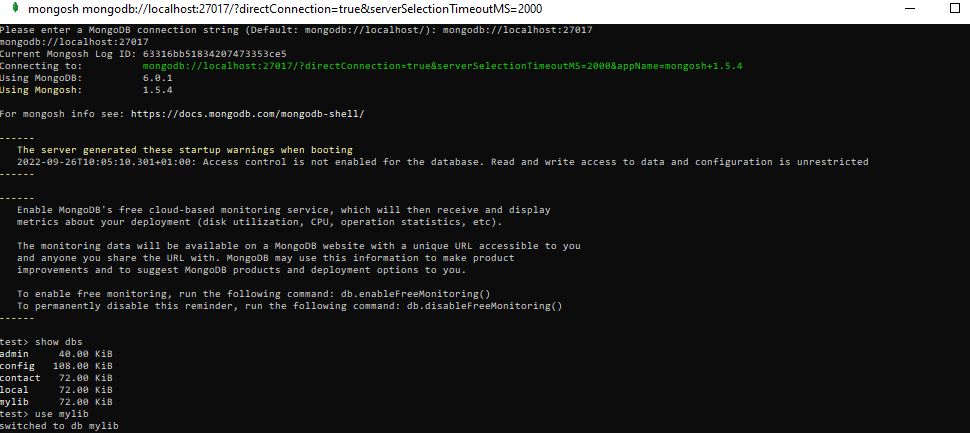 mongosh mongodb://localhost:27017/?directConnection=true&serverSelectionTimeoutMS=2000
Please enter a MongoDB connection string (Default: mongodb://localhost/): mongodb://localhost:27017
mongodb://localhost:27017
Current Mongosh Log ID: 63316bb51834207473353ce5
Connecting to:          mongodb://localhost:27017/?directConnection=true&serverSelectionTimeoutMS=2000&appName=mongosh+1.5.4
Using MongoDB:          6.0.1
Using Mongosh:          1.5.4
For mongosh info see: https://docs.mongodb.com/mongodb-shell/
------
   The server generated these startup warnings when booting
   2022-09-26T10:05:10.301+01:00: Access control is not enabled for the database. Read and write access to data and configuration is unrestricted
------
------
   Enable MongoDB's free cloud-based monitoring service, which will then receive and display
   metrics about your deployment (disk utilization, CPU, operation statistics, etc).
   The monitoring data will be available on a MongoDB website with a unique URL accessible to you
   and anyone you share the URL with. MongoDB may use this information to make product
   improvements and to suggest MongoDB products and deployment options to you.
   To enable free monitoring, run the following command: db.enableFreeMonitoring()
   To permanently disable this reminder, run the following command: db.disableFreeMonitoring()
------
test> show dbs
admin     40.00 KiB
config   108.00 KiB
contact   72.00 KiB
local     72.00 KiB
mylib     72.00 KiB
test> use mylib
switched to db mylib